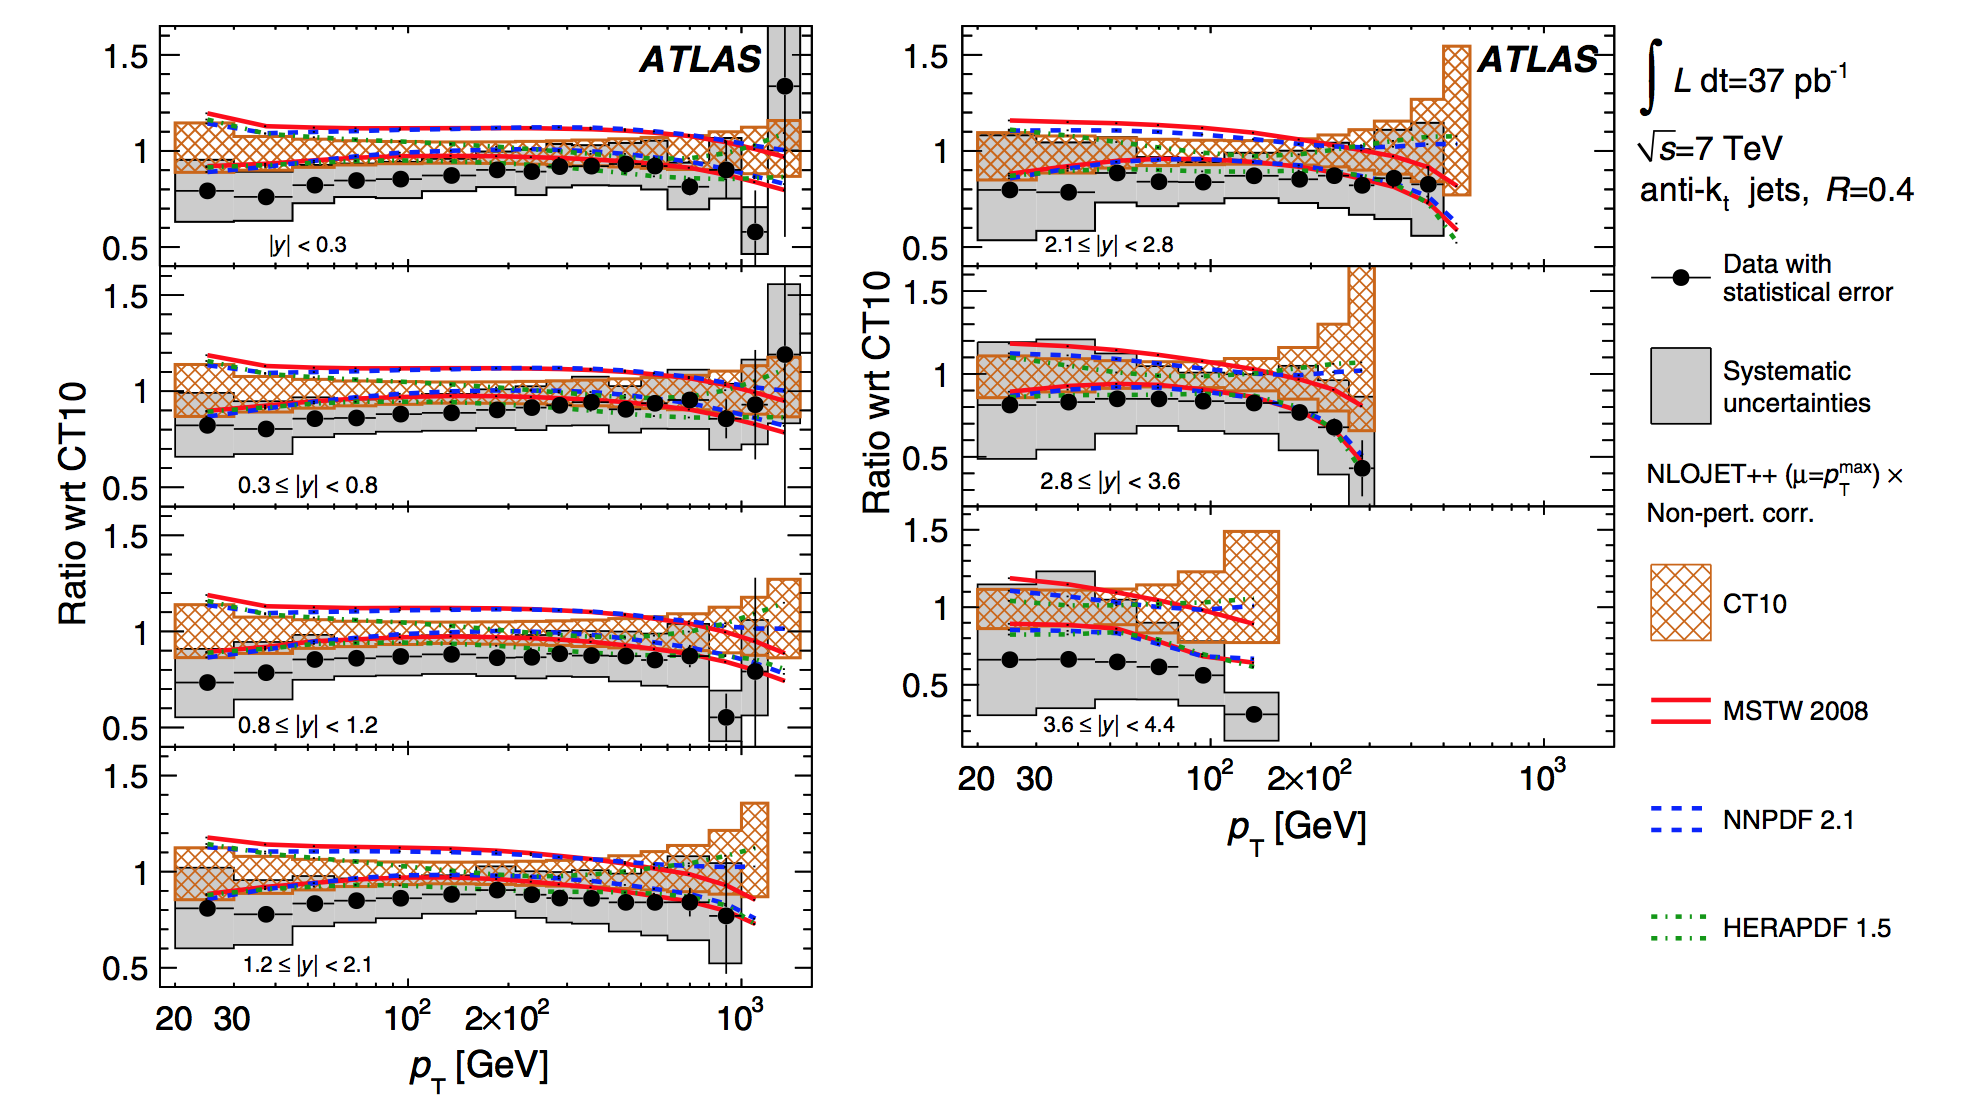 ATLAS
1.5
1
0.5
|y| < 0.3
1.5
1
0.5
0.3 ≤ |y| < 0.8
1.5
1
0.5
0.8 ≤ |y| < 1.2
1.5
1
0.5
1.2 ≤ |y| < 2.1
Ratio wrt CT10
20 30 10² 2×10² 10³
p_T [GeV]
ATLAS
1.5
1
0.5
2.1 ≤ |y| < 2.8
1.5
1
0.5
2.8 ≤ |y| < 3.6
1.5
1
0.5
3.6 ≤ |y| < 4.4
Ratio wrt CT10
20 30 10² 2×10² 10³
p_T [GeV]
∫ L dt=37 pb⁻¹
√s=7 TeV
anti-k_t jets, R=0.4
Data with
statistical error
Systematic
uncertainties
NLOJET++ (μ=p_T^max) ×
Non-pert. corr.
CT10
MSTW 2008
NNPDF 2.1
HERAPDF 1.5